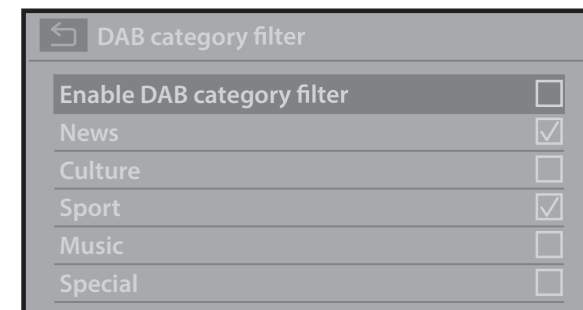 DAB category filter
Enable DAB category filter
News
Culture
Sport
Music
Special